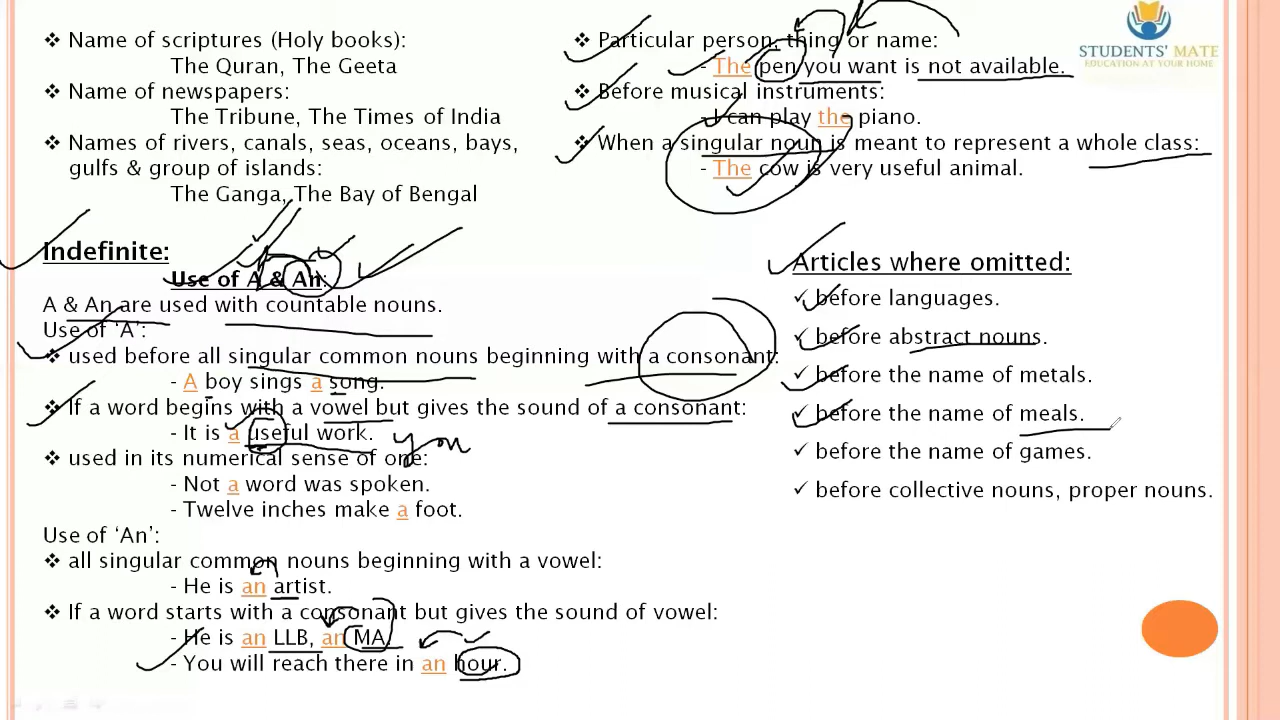 ❖ Name of scriptures (Holy books):
The Quran, The Geeta
❖ Name of newspapers:
The Tribune, The Times of India
❖ Names of rivers, canals, seas, oceans, bays,
gulfs & group of islands:
The Ganga, The Bay of Bengal
❖ Particular person, thing or name:
- The pen you want is not available.
❖ Before musical instruments:
- I can play the piano.
❖ When a singular noun is meant to represent a whole class:
- The cow is very useful animal.
STUDENTS' MATE
EDUCATION AT YOUR HOME
Indefinite:
Use of A & An:
A & An are used with countable nouns.
Use of 'A':
❖ used before all singular common nouns beginning with a consonant:
- A boy sings a song.
❖ If a word begins with a vowel but gives the sound of a consonant:
- It is a useful work.
you
❖ used in its numerical sense of one:
- Not a word was spoken.
- Twelve inches make a foot.
Use of ‘An’:
❖ all singular common nouns beginning with a vowel:
- He is an artist.
❖ If a word starts with a consonant but gives the sound of vowel:
- He is an LLB, an MA.
- You will reach there in an hour.
Articles where omitted:
✓ before languages.
✓ before abstract nouns.
✓ before the name of metals.
✓ before the name of meals.
✓ before the name of games.
✓ before collective nouns, proper nouns.